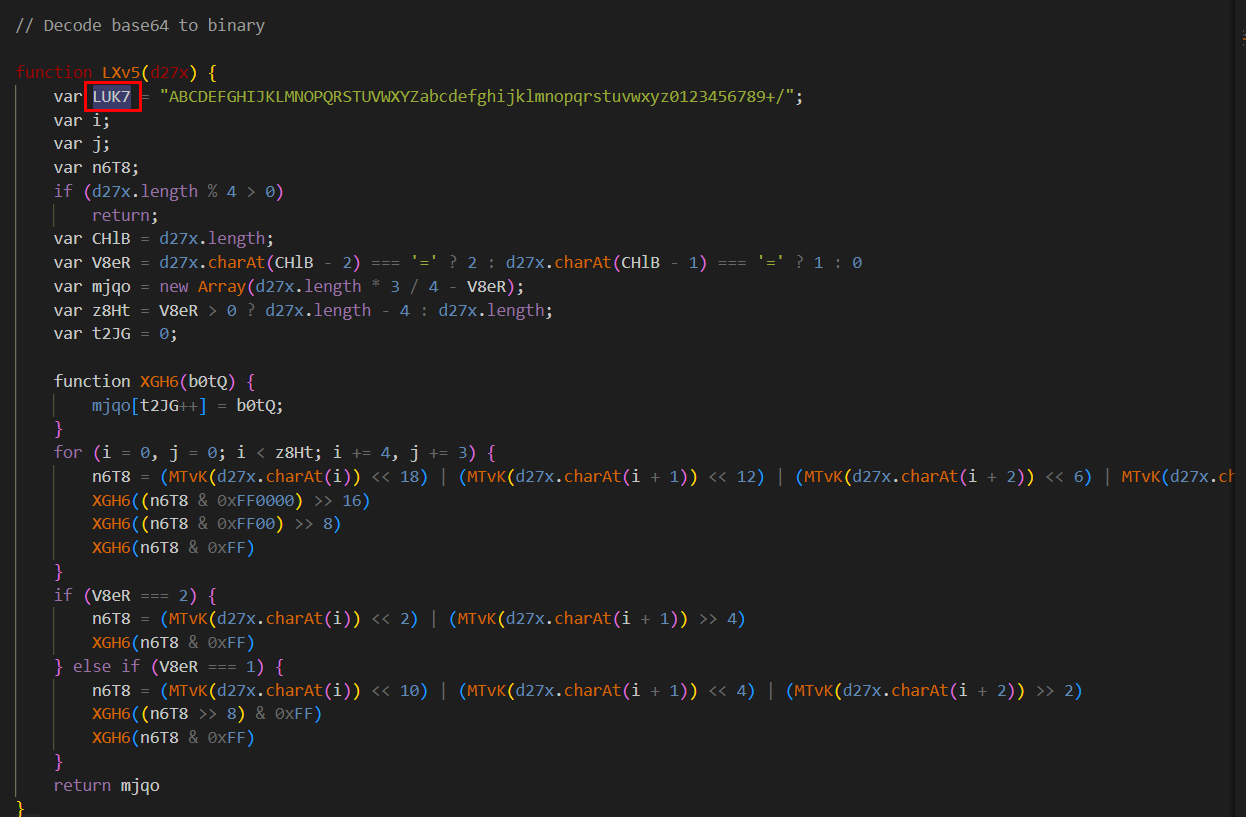 // Decode base64 to binary
function LXv5(d27x) {
var LUK7 = "ABCDEFGHIJKLMNOPQRSTUVWXYZabcdefghijklmnopqrstuvwxyz0123456789+/";
var i;
var j;
var n6T8;
if (d27x.length % 4 > 0)
return;
var CHlB = d27x.length;
var V8eR = d27x.charAt(CHlB - 2) === '=' ? 2 : d27x.charAt(CHlB - 1) === '=' ? 1 : 0
var mjqo = new Array(d27x.length * 3 / 4 - V8eR);
var z8Ht = V8eR > 0 ? d27x.length - 4 : d27x.length;
var t2JG = 0;
function XGH6(b0tQ) {
mjqo[t2JG++] = b0tQ;
}
for (i = 0, j = 0; i < z8Ht; i += 4, j += 3) {
n6T8 = (MTvK(d27x.charAt(i)) << 18) | (MTvK(d27x.charAt(i + 1)) << 12) | (MTvK(d27x.charAt(i + 2)) << 6) | MTvK(d27x.ch
XGH6((n6T8 & 0xFF0000) >> 16)
XGH6((n6T8 & 0xFF00) >> 8)
XGH6(n6T8 & 0xFF)
}
if (V8eR === 2) {
n6T8 = (MTvK(d27x.charAt(i)) << 2) | (MTvK(d27x.charAt(i + 1)) >> 4)
XGH6(n6T8 & 0xFF)
} else if (V8eR === 1) {
n6T8 = (MTvK(d27x.charAt(i)) << 10) | (MTvK(d27x.charAt(i + 1)) << 4) | (MTvK(d27x.charAt(i + 2)) >> 2)
XGH6((n6T8 >> 8) & 0xFF)
XGH6(n6T8 & 0xFF)
}
return mjqo
}